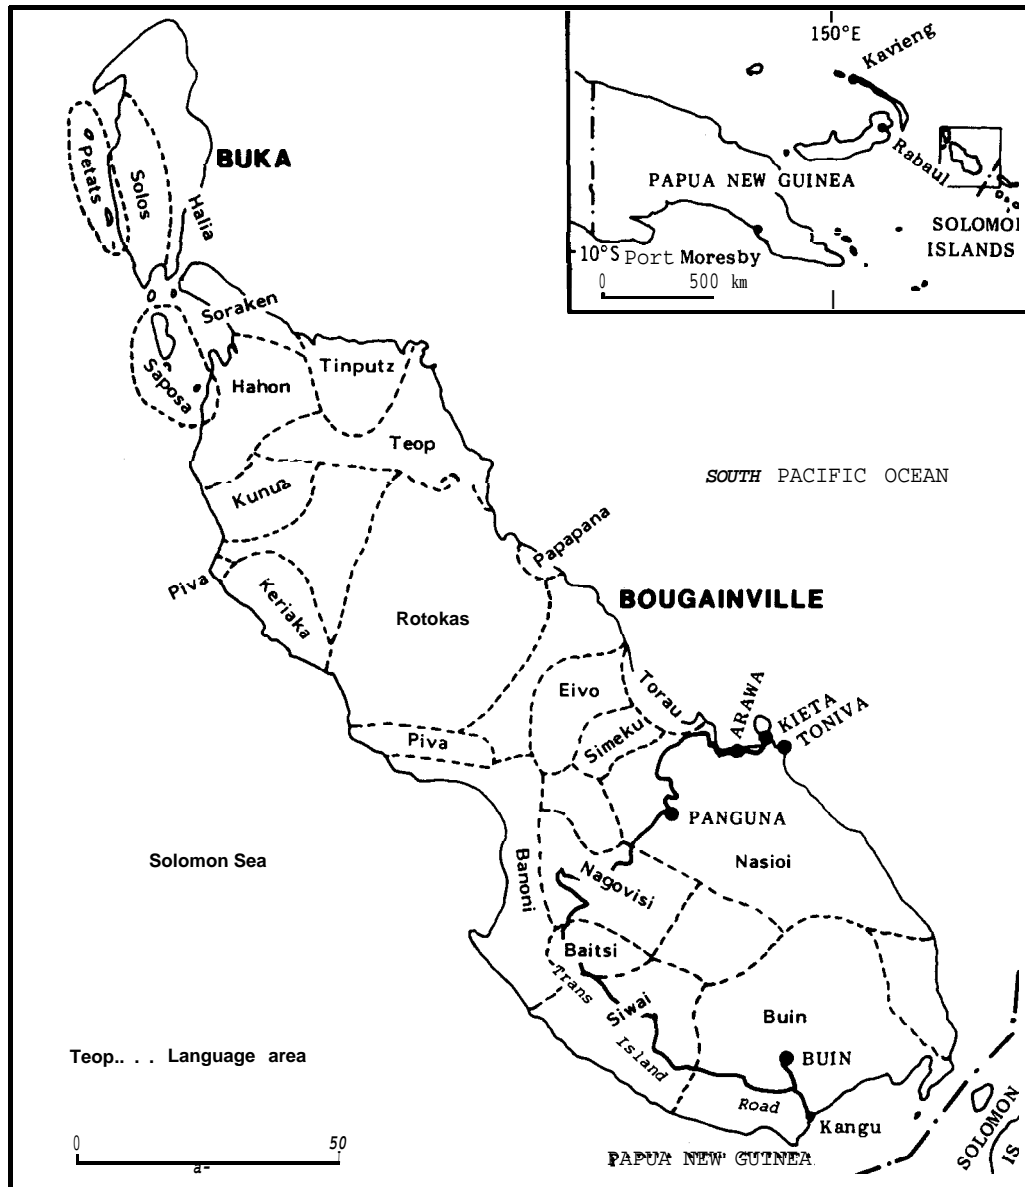 150°E
Kavieng
Rabaul
PAPUA NEW GUINEA
SOLOMO
ISLANDS
10°S Port Moresby
0 500 km
BUKA
Petats
Solos
Halia
Soraken
Saposa
Hahon
Tinputz
Teop
Kunua
SOUTH PACIFIC OCEAN
Papapana
Piva
Keriaka
BOUGAINVILLE
Rotokas
Eivo
Torau
ARAWA
KIETA
TONIVA
Piva
Simeku
PANGUNA
Solomon Sea
Banoni
Nagovisi
Nasioi
Baitsi
Trans
Siwai
Island
Buin
BUIN
Road
Kangu
Teop.. . . Language area
0 50
PAPUA NEW GUINEA
SOLOMON
IS